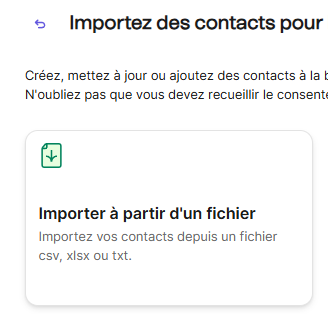 Importez des contacts pour
Créez, mettez à jour ou ajoutez des contacts à la
N'oubliez pas que vous devez recueillir le
Importer à partir d'un fichier
Importez vos contacts depuis un fichier
csv, xlsx ou txt.